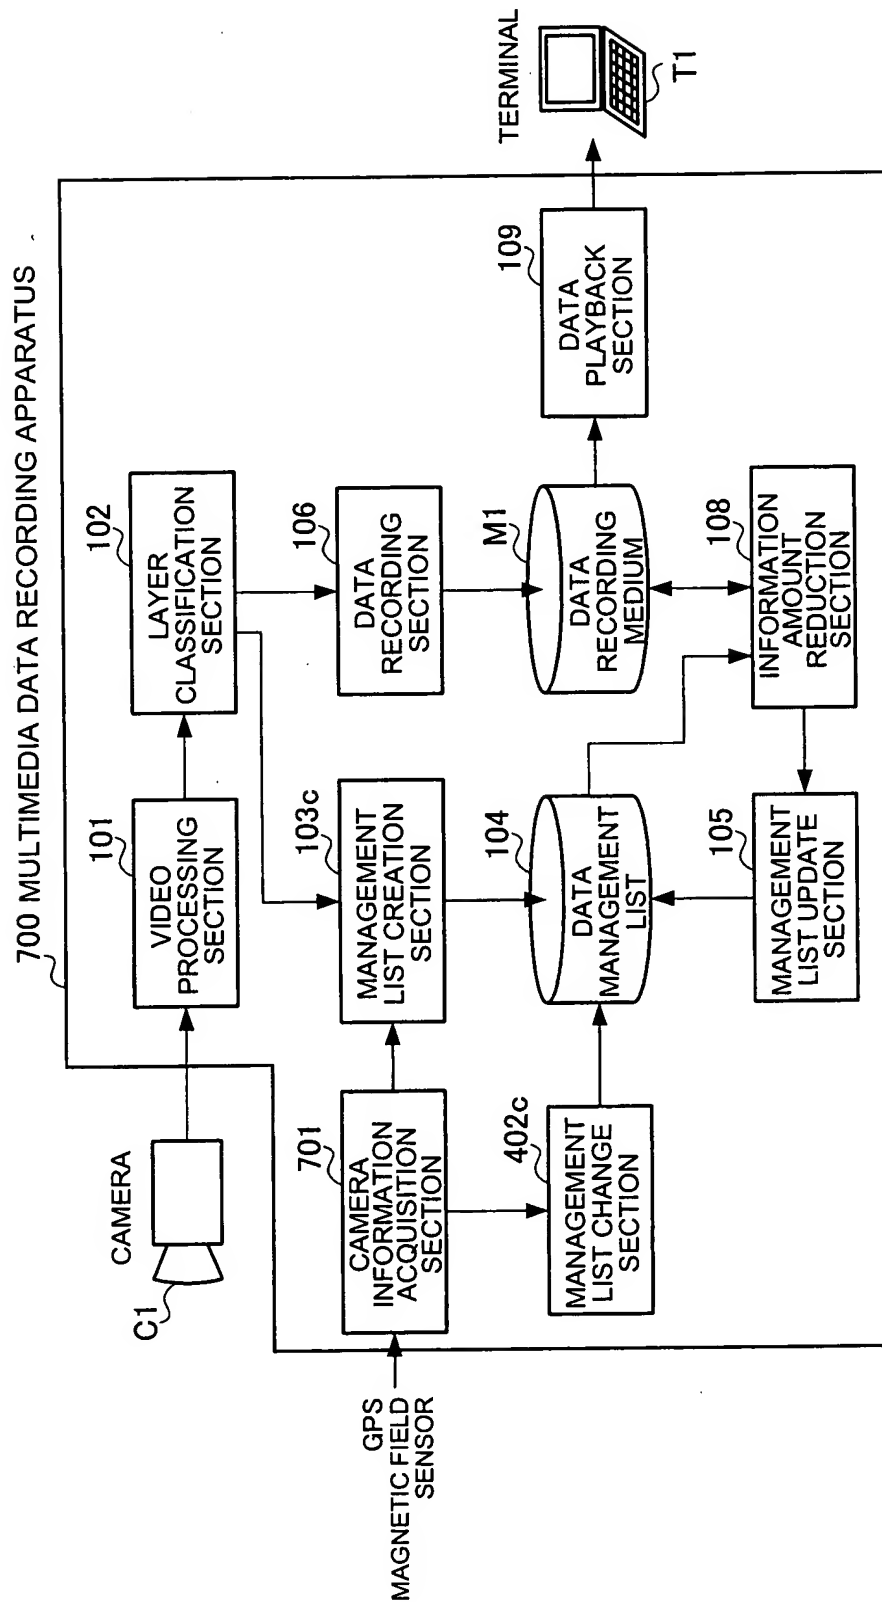 700 MULTIMEDIA DATA RECORDING APPARATUS
CAMERA
C1
101
VIDEO
PROCESSING
SECTION
102
LAYER
CLASSIFICATION
SECTION
GPS
MAGNETIC FIELD
SENSOR
701
CAMERA
INFORMATION
ACQUISITION
SECTION
103c
MANAGEMENT
LIST CREATION
SECTION
106
DATA
RECORDING
SECTION
402c
MANAGEMENT
LIST CHANGE
SECTION
104
DATA
MANAGEMENT
LIST
M1
DATA
RECORDING
MEDIUM
109
DATA
PLAYBACK
SECTION
TERMINAL
T1
105
MANAGEMENT
LIST UPDATE
SECTION
108
INFORMATION
AMOUNT
REDUCTION
SECTION